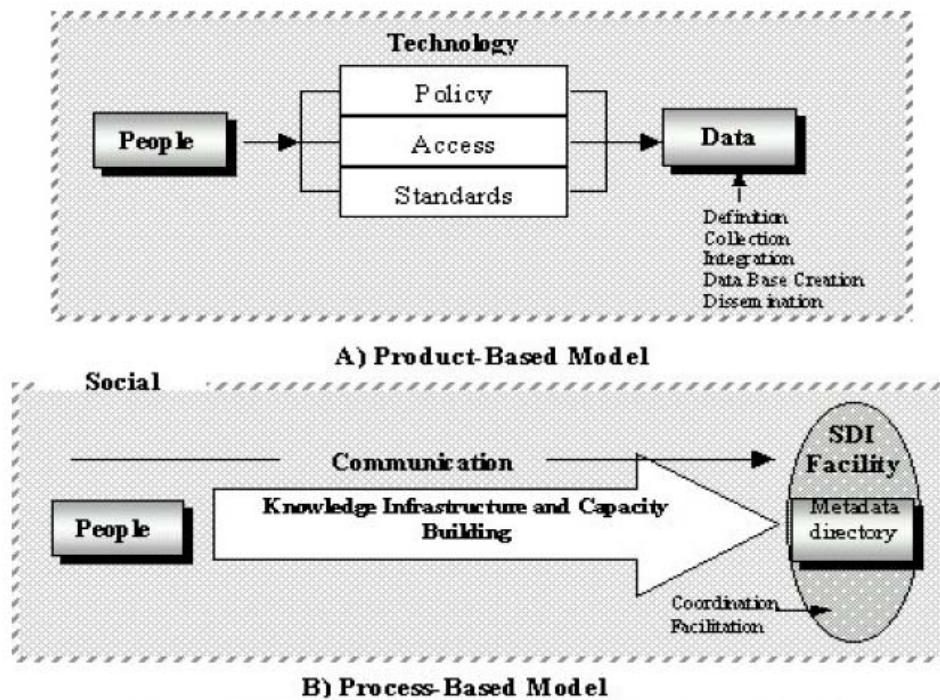 Technology
Policy
People
Access
Data
Standards
Definition
Collection
Integration
Data Base Creation
Dissemination
A) Product-Based Model
Social
SDI
Facility
Communication
Knowledge Infrastructure and Capacity
Building
People
Metadata
directory
Coordination
Facilitation
B) Process-Based Model